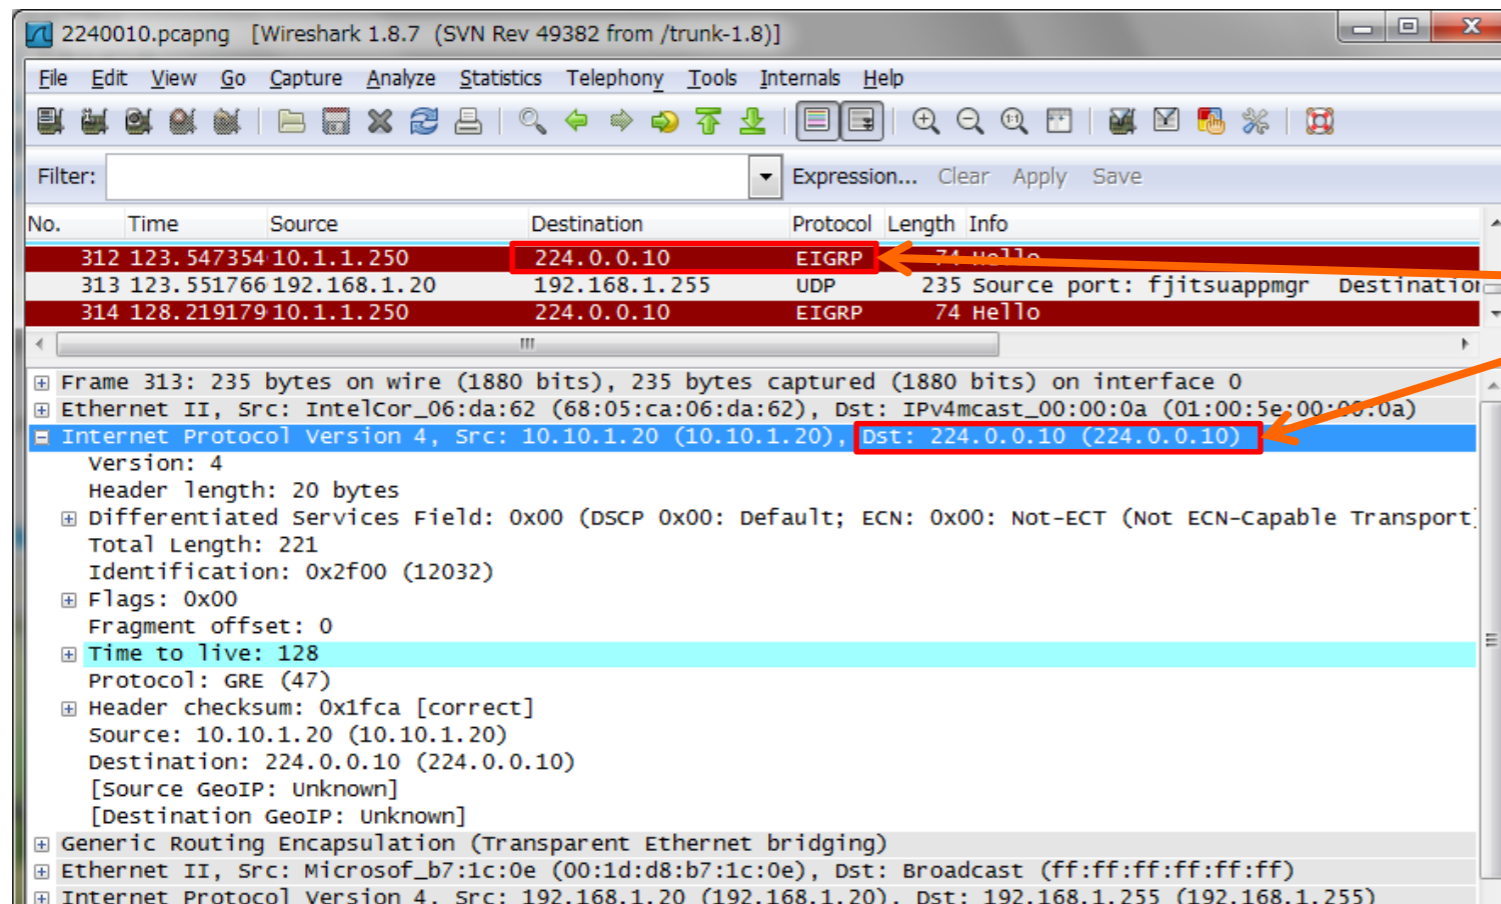 2240010.pcapng [Wireshark 1.8.7 (SVN Rev 49382 from /trunk-1.8)]
File Edit View Go Capture Analyze Statistics Telephony Tools Internals Help
Filter: Expression... Clear Apply Save
No. Time Source Destination Protocol Length Info
312 123.547354 10.1.1.250 224.0.0.10 EIGRP 74 Hello
313 123.551766 192.168.1.20 192.168.1.255 UDP 235 Source port: fjitsuappmgr Destination
314 128.219179 10.1.1.250 224.0.0.10 EIGRP 74 Hello
Frame 313: 235 bytes on wire (1880 bits), 235 bytes captured (1880 bits) on interface 0
Ethernet II, Src: IntelCor_06:da:62 (68:05:ca:06:da:62), Dst: IPv4mcast_00:00:0a (01:00:5e:00:00:0a)
Internet Protocol Version 4, Src: 10.10.1.20 (10.10.1.20), Dst: 224.0.0.10 (224.0.0.10)
Version: 4
Header length: 20 bytes
Differentiated Services Field: 0x00 (DSCP 0x00: Default; ECN: 0x00: Not-ECT (Not ECN-Capable Transport)
Total Length: 221
Identification: 0x2f00 (12032)
Flags: 0x00
Fragment offset: 0
Time to live: 128
Protocol: GRE (47)
Header checksum: 0x1fca [correct]
Source: 10.10.1.20 (10.10.1.20)
Destination: 224.0.0.10 (224.0.0.10)
[Source GeoIP: Unknown]
[Destination GeoIP: Unknown]
Generic Routing Encapsulation (Transparent Ethernet bridging)
Ethernet II, Src: Microsof_b7:1c:0e (00:1d:d8:b7:1c:0e), Dst: Broadcast (ff:ff:ff:ff:ff:ff)
Internet Protocol Version 4, Src: 192.168.1.20 (192.168.1.20), Dst: 192.168.1.255 (192.168.1.255)